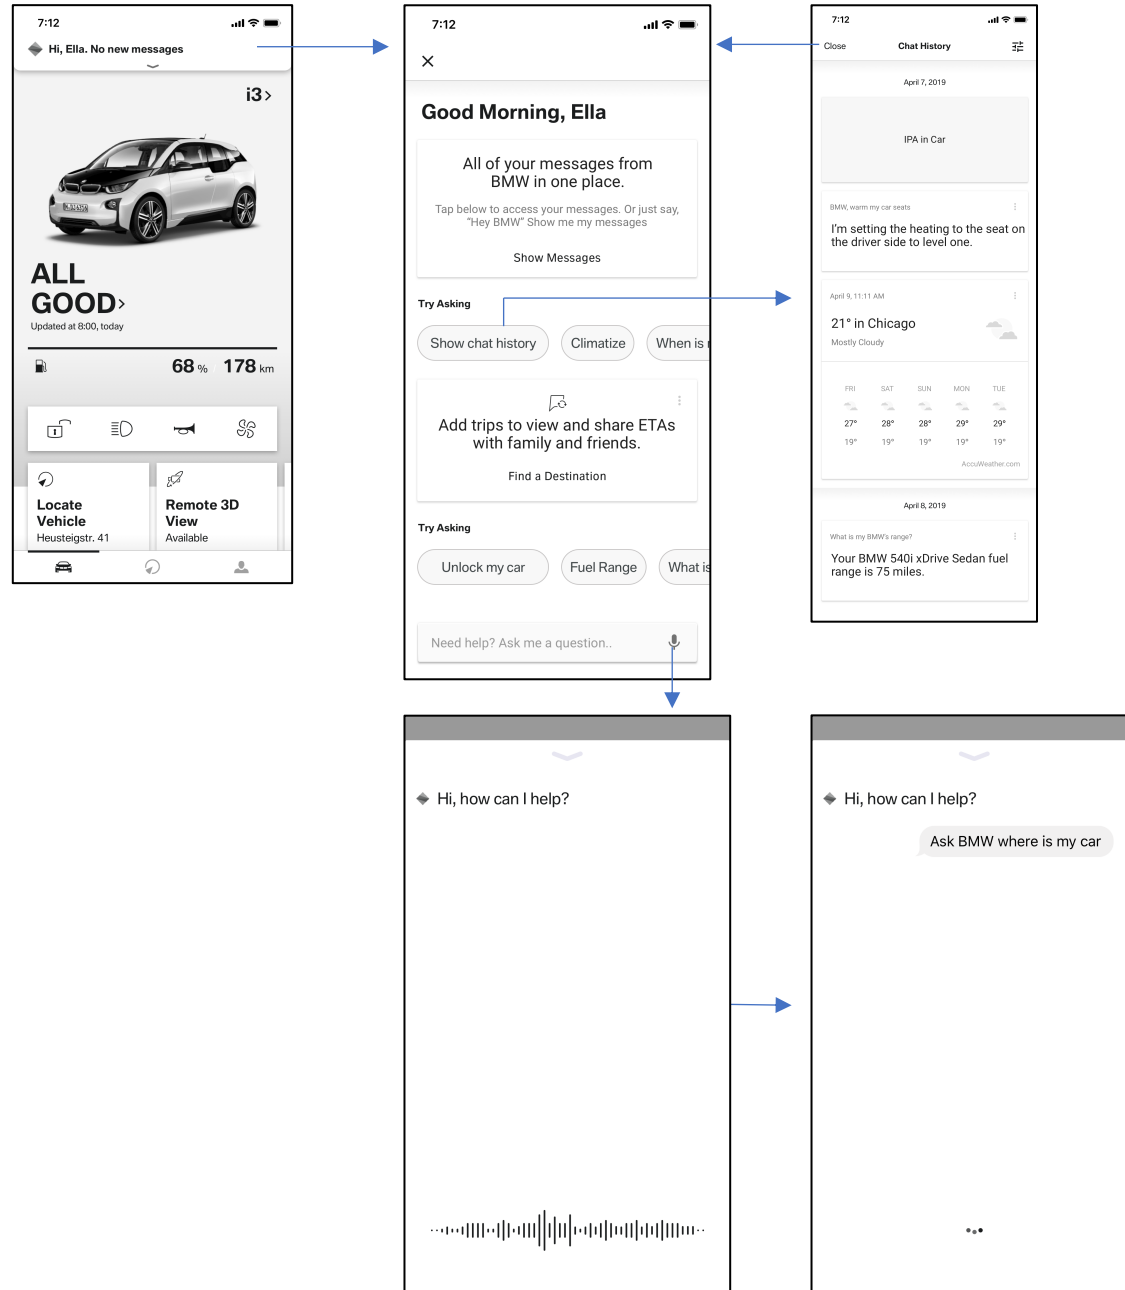 7:12
Hi, Ella. No new messages
i3
ALL
GOOD
Updated at 8:00, today
68 % 178 km
Locate
Vehicle
Heusteigstr. 41
Remote 3D
View
Available
7:12
Good Morning, Ella
All of your messages from
BMW in one place.
Tap below to access your messages. Or just say,
“Hey BMW” Show me my messages
Show Messages
Try Asking
Show chat history
Climatize
When is
Add trips to view and share ETAs
with family and friends.
Find a Destination
Try Asking
Unlock my car
Fuel Range
What is
Need help? Ask me a question..
7:12
Close
Chat History
April 7, 2019
IPA in Car
BMW, warm my car seats
I'm setting the heating to the seat on
the driver side to level one.
April 9, 11:11 AM
21° in Chicago
Mostly Cloudy
FRI SAT SUN MON TUE
27° 28° 28° 29° 29°
19° 19° 19° 19° 19°
AccuWeather.com
April 8, 2019
What is my BMW's range?
Your BMW 540i xDrive Sedan fuel
range is 75 miles.
Hi, how can I help?
Hi, how can I help?
Ask BMW where is my car